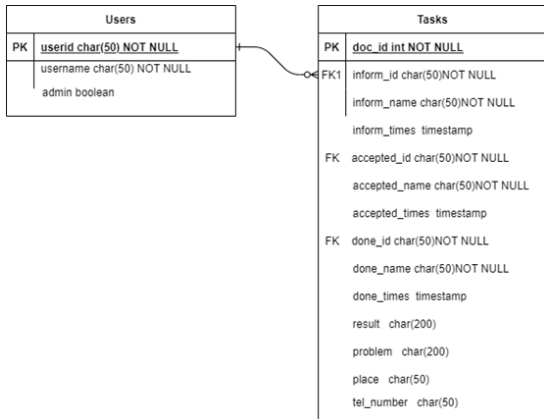 Users
PK userid char(50) NOT NULL
username char(50) NOT NULL
admin boolean
Tasks
PK doc_id int NOT NULL
FK1 inform_id char(50)NOT NULL
inform_name char(50)NOT NULL
inform_times timestamp
FK accepted_id char(50)NOT NULL
accepted_name char(50)NOT NULL
accepted_times timestamp
FK done_id char(50)NOT NULL
done_name char(50)NOT NULL
done_times timestamp
result char(200)
problem char(200)
place char(50)
tel_number char(50)